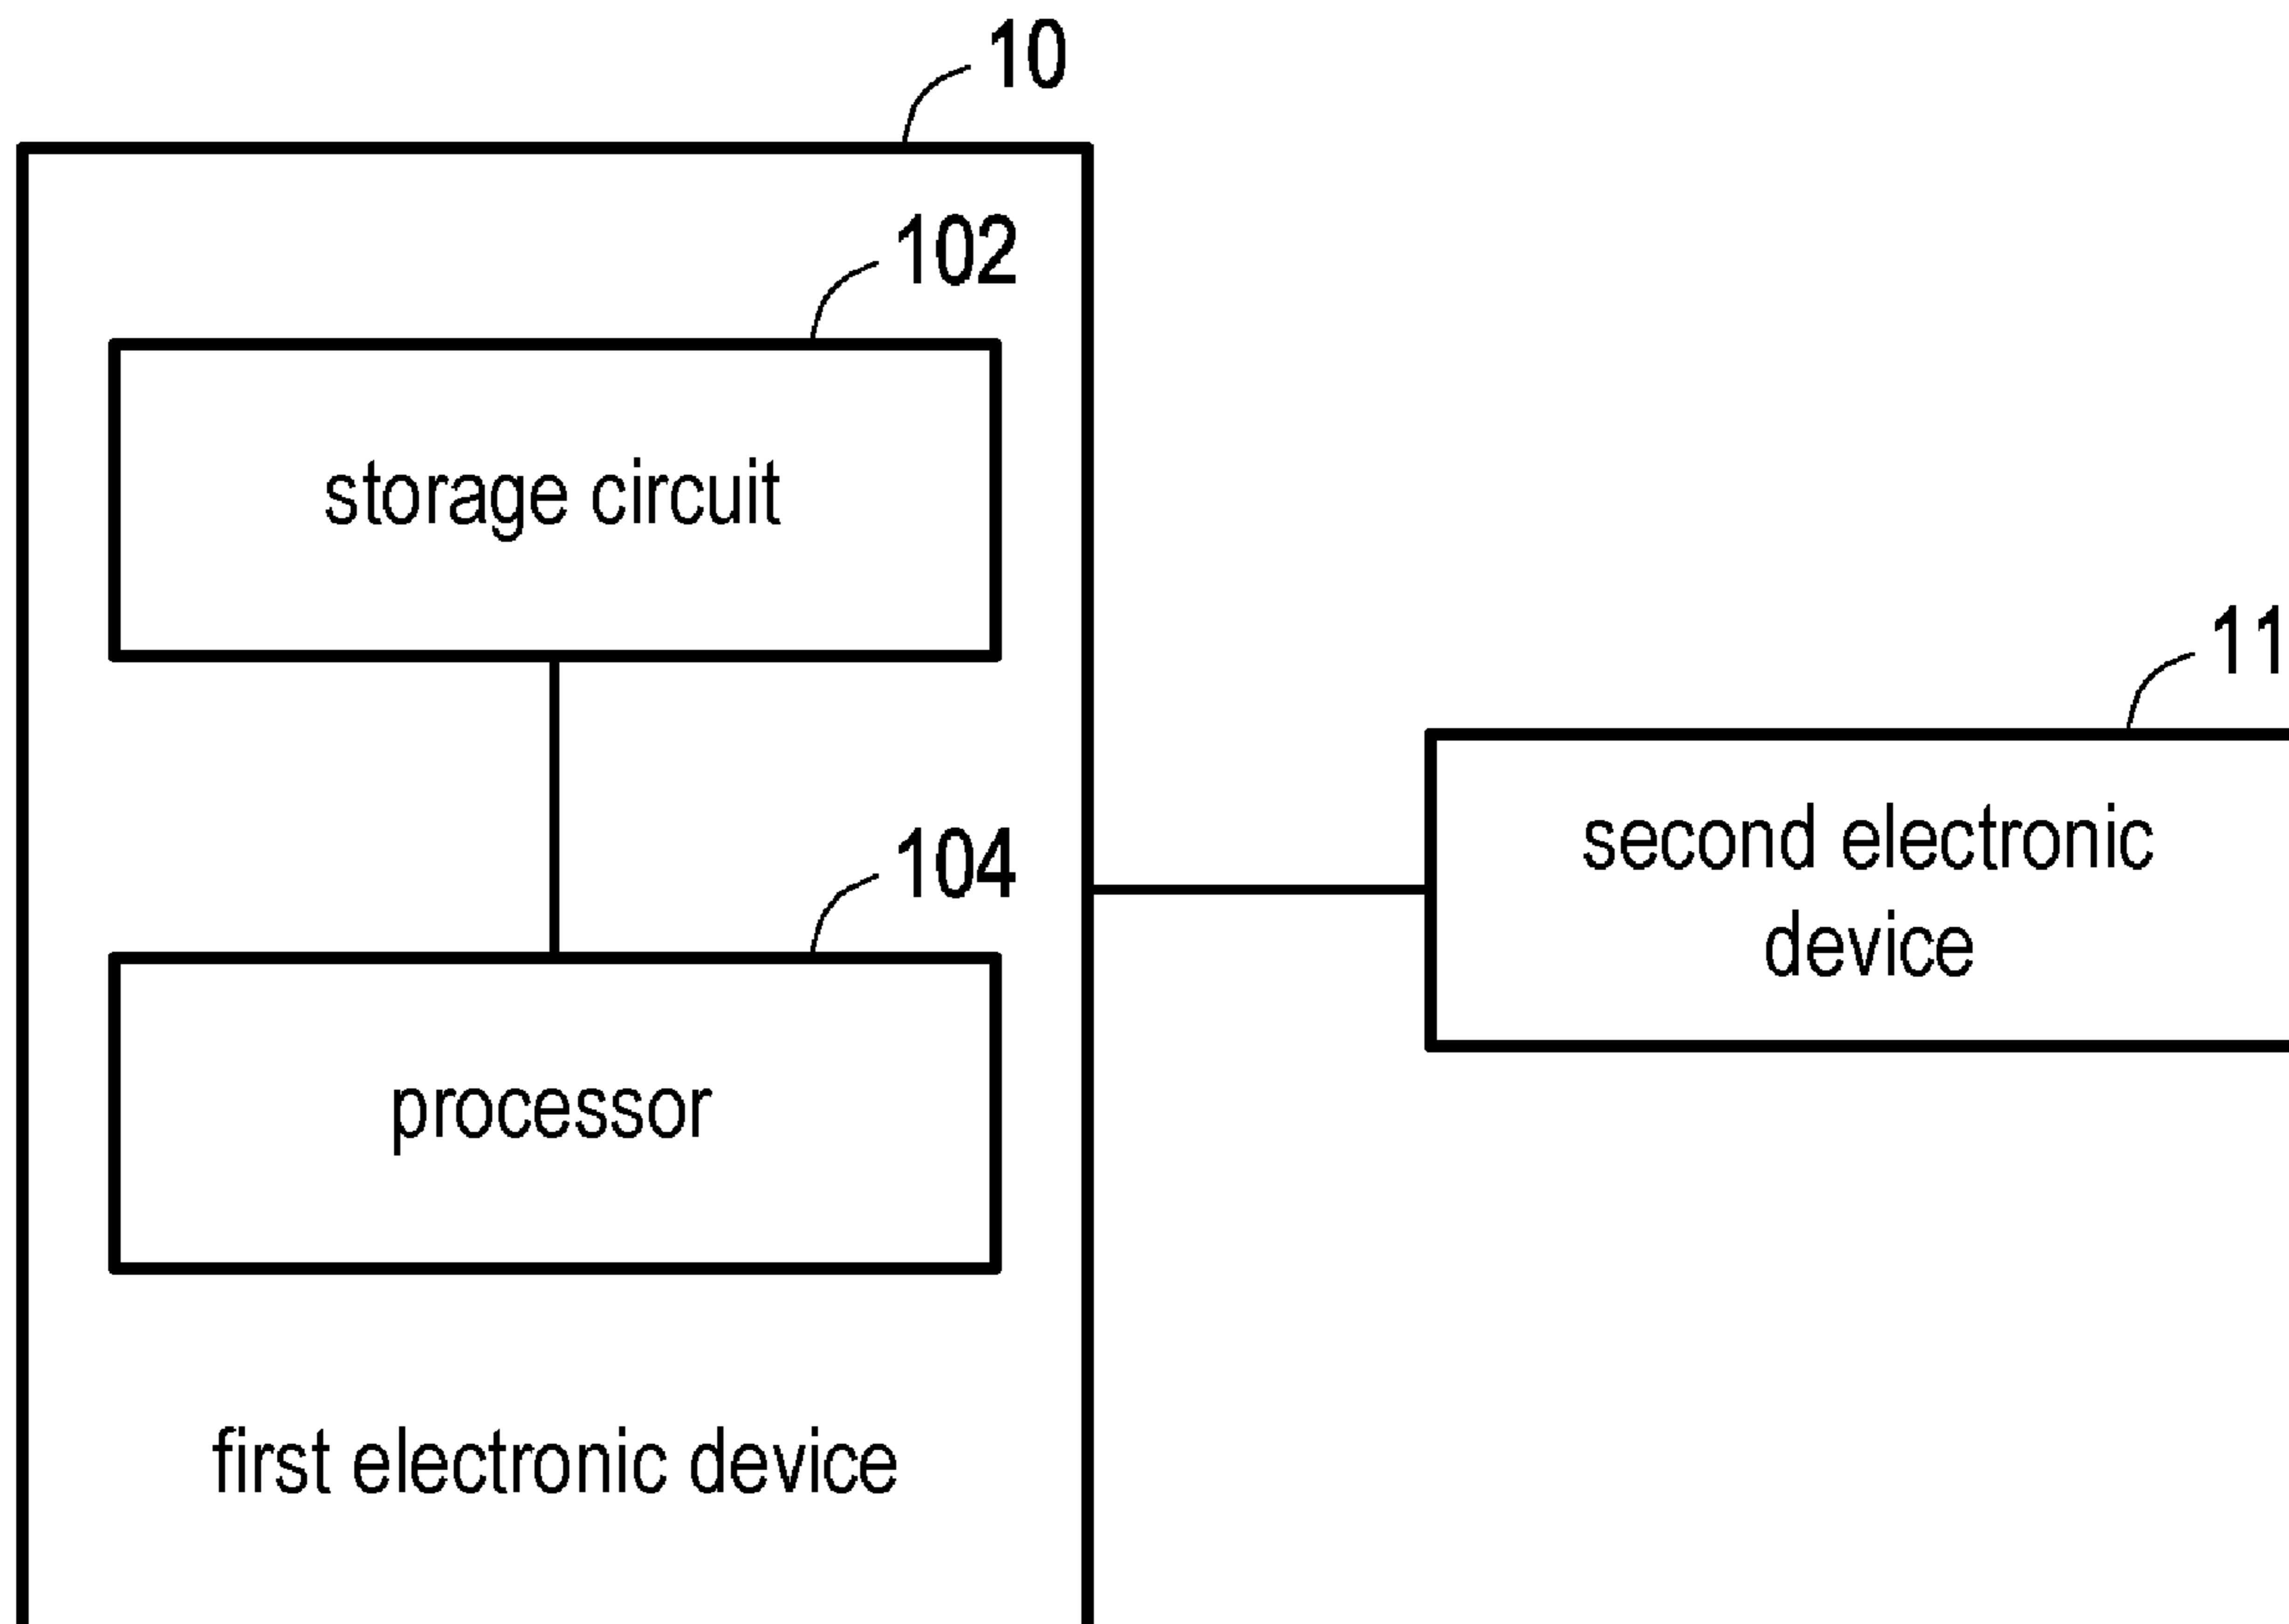 10
102
storage circuit
11
104
second electronic
device
processor
first electronic device